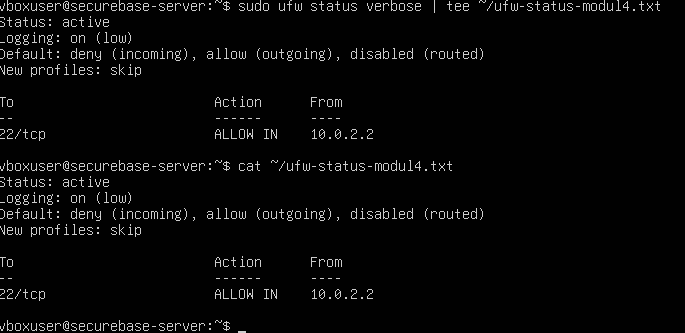 vboxuser@securebase-server:~$ sudo ufw status verbose | tee ~/ufw-status-modul4.txt
Status: active
Logging: on (low)
Default: deny (incoming), allow (outgoing), disabled (routed)
New profiles: skip
To                         Action      From
--                         ------      ----
22/tcp                     ALLOW IN    10.0.2.2
vboxuser@securebase-server:~$ cat ~/ufw-status-modul4.txt
Status: active
Logging: on (low)
Default: deny (incoming), allow (outgoing), disabled (routed)
New profiles: skip
To                         Action      From
--                         ------      ----
22/tcp                     ALLOW IN    10.0.2.2
vboxuser@securebase-server:~$ _